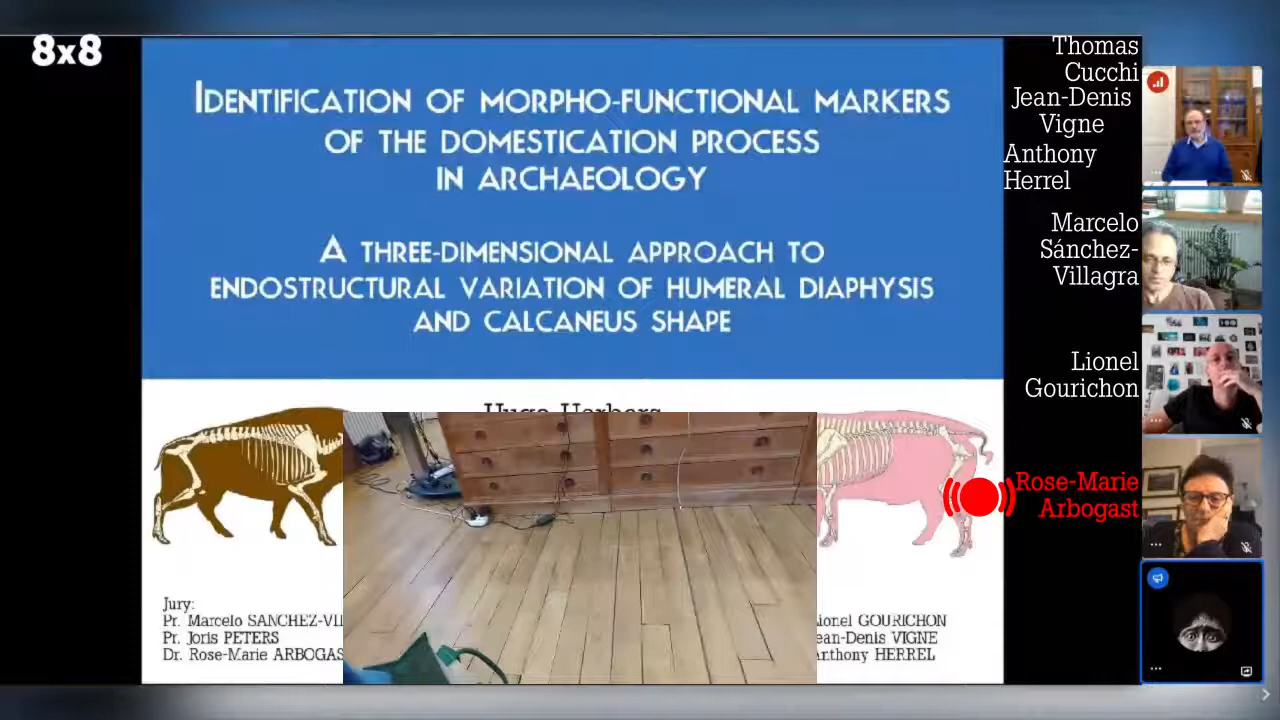 8x8
IDENTIFICATION OF MORPHO-FUNCTIONAL MARKERS
OF THE DOMESTICATION PROCESS
IN ARCHAEOLOGY
A THREE-DIMENSIONAL APPROACH TO
ENDOSTRUCTURAL VARIATION OF HUMERAL DIAPHYSIS
AND CALCANEUS SHAPE
Jury:
Pr. Marcelo SANCHEZ-VI
Pr. Joris PETERS
Dr. Rose-Marie ARBOGAS
ionel GOURICHON
ean-Denis VIGNE
nthony HERREL
Thomas
Cucchi
Jean-Denis
Vigne
Anthony
Herrel
Marcelo
Sánchez-
Villagra
Lionel
Gourichon
Rose-Marie
Arbogast